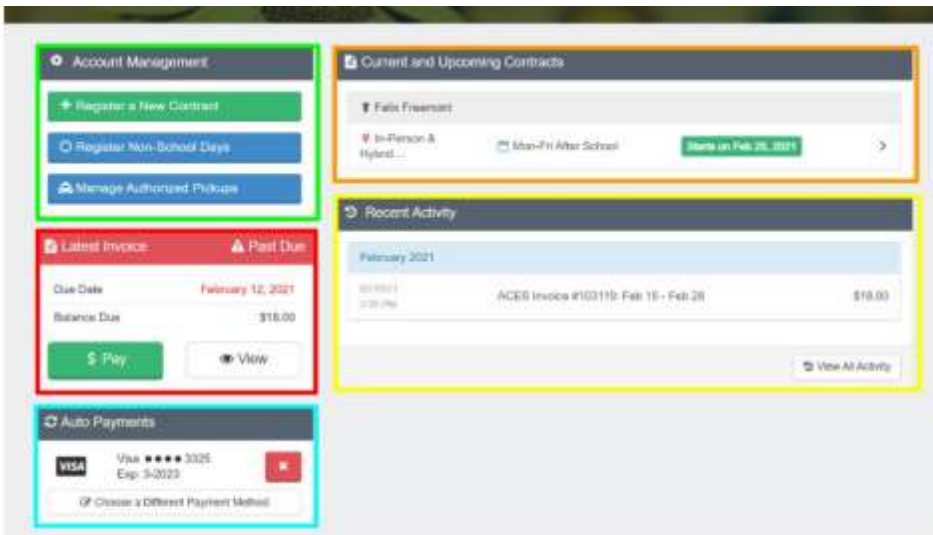 Account Management
+ Register a New Contract
Register Non-School Days
Manage Authorized Pickups
Latest Invoice Past Due
Due Date February 12, 2021
Balance Due $18.00
$ Pay View
Auto Payments
VISA Visa •••• 3325
Exp: 3-2023
Choose a Different Payment Method
Current and Upcoming Contracts
Felix Freemont
In-Person & Hybrid... Mon-Fri After School Starts on Feb 25, 2021 >
Recent Activity
February 2021
ACES Invoice #103119: Feb 15 - Feb 28 $18.00
View All Activity